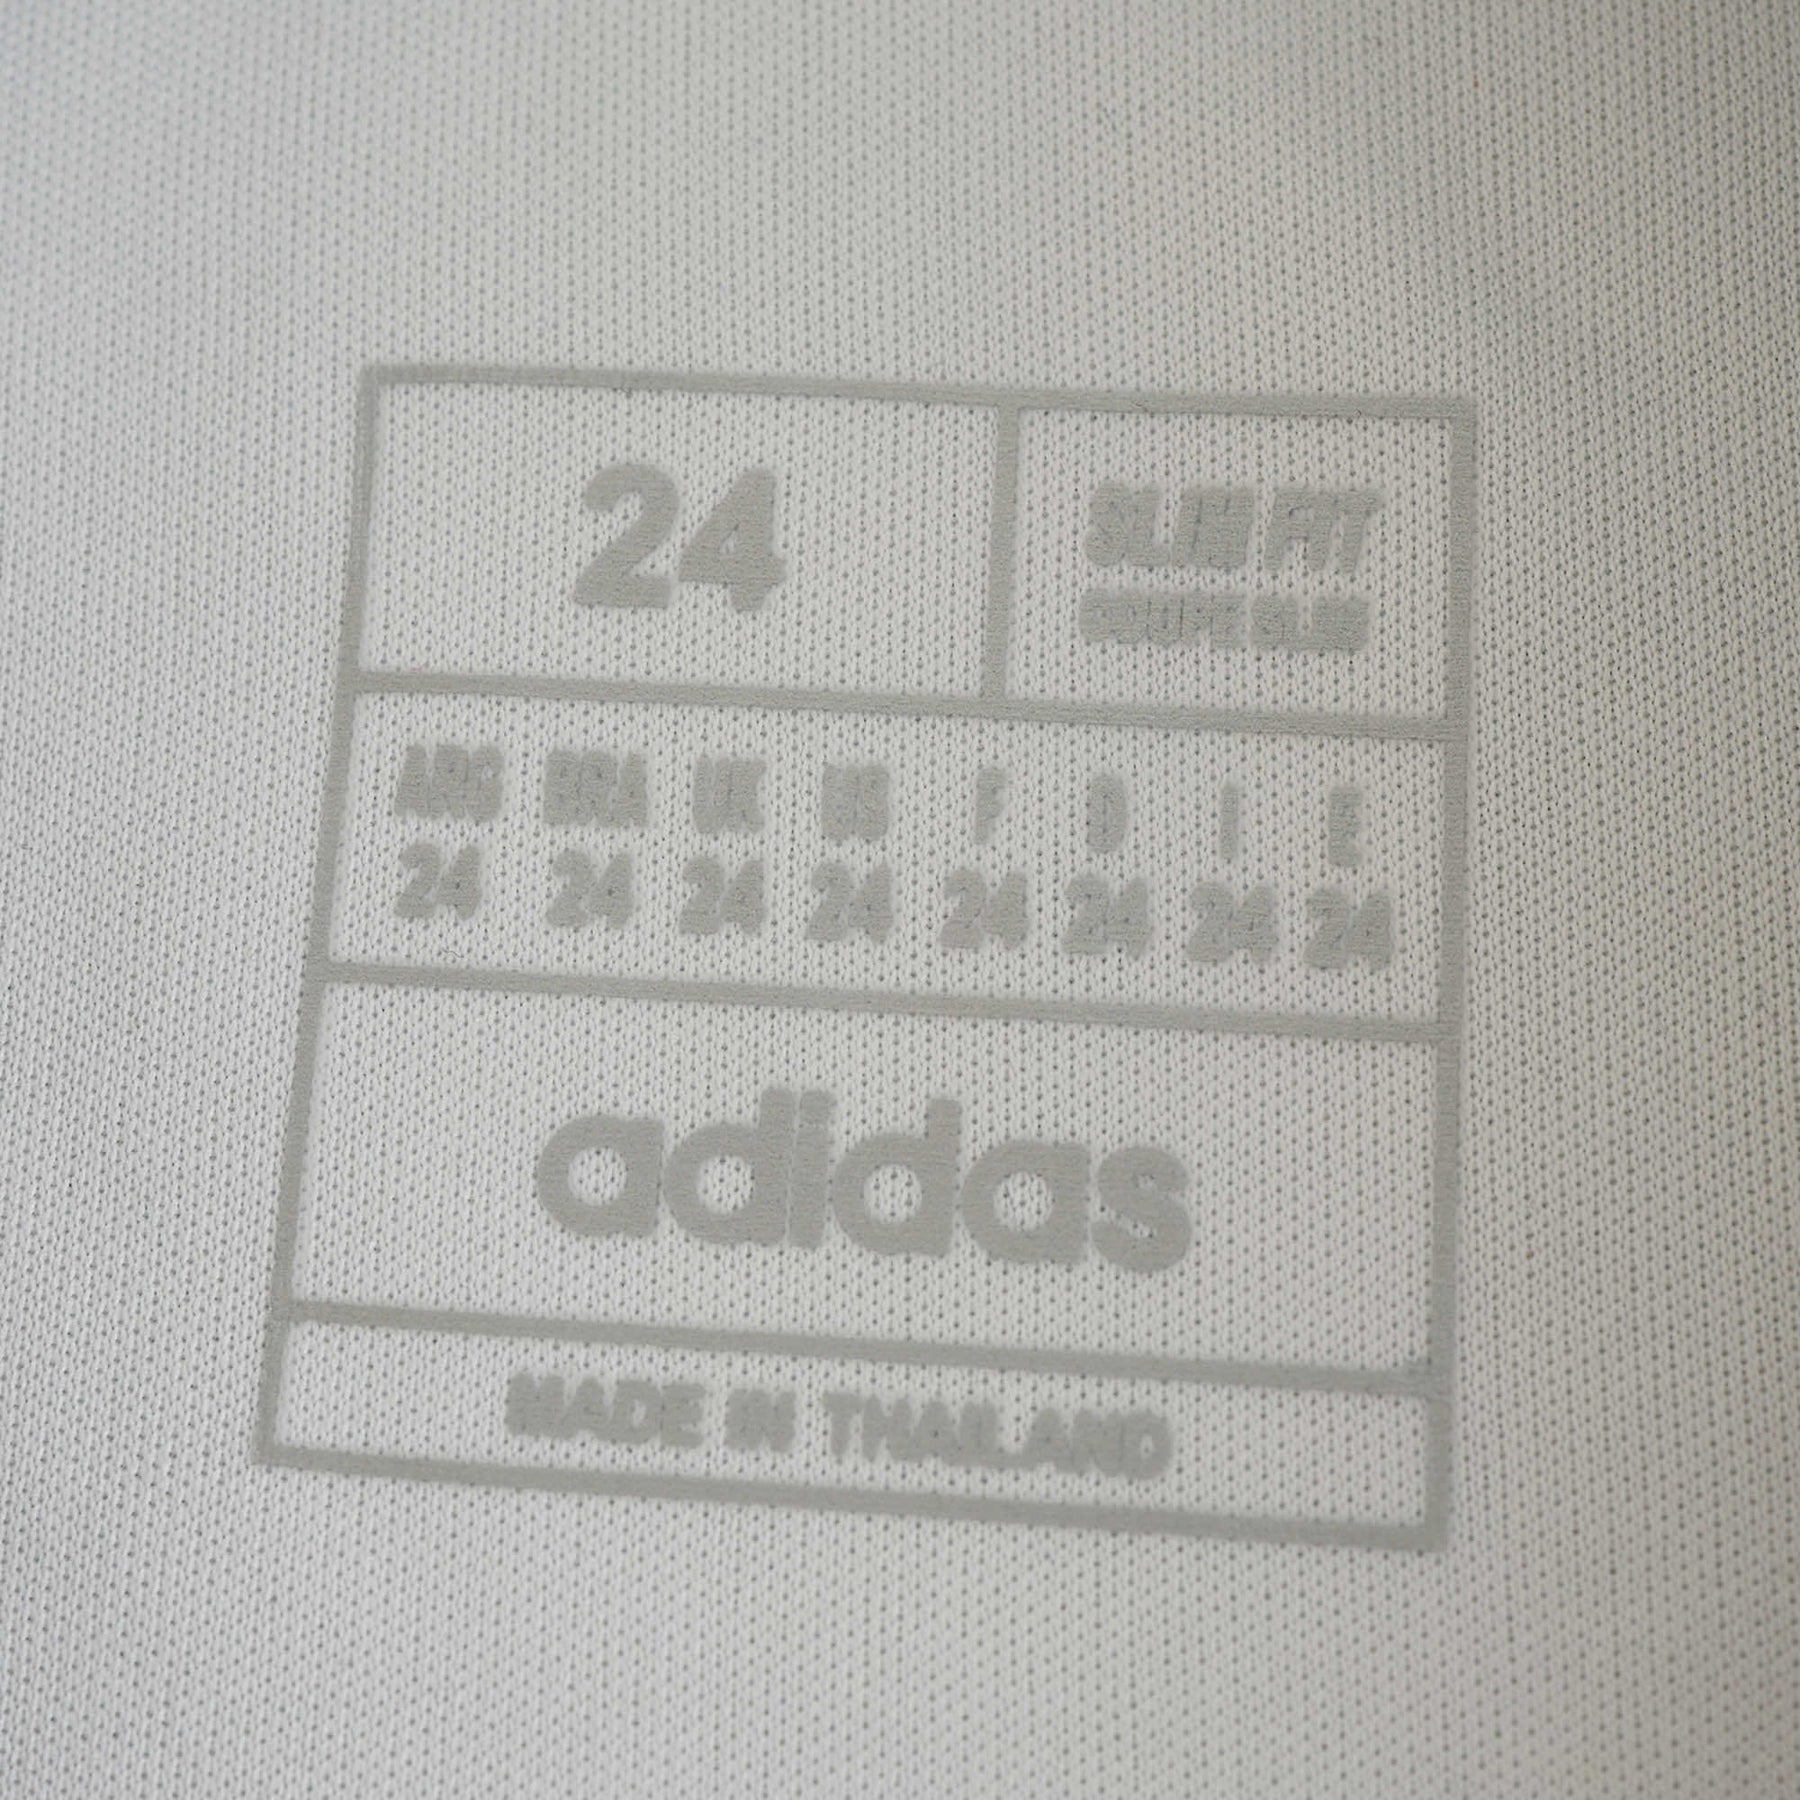 24
SLIM FIT
COUPE SLIM
ARG BRA UK US F D I E
24 24 24 24 24 24 24 24
adidas
MADE IN THAILAND